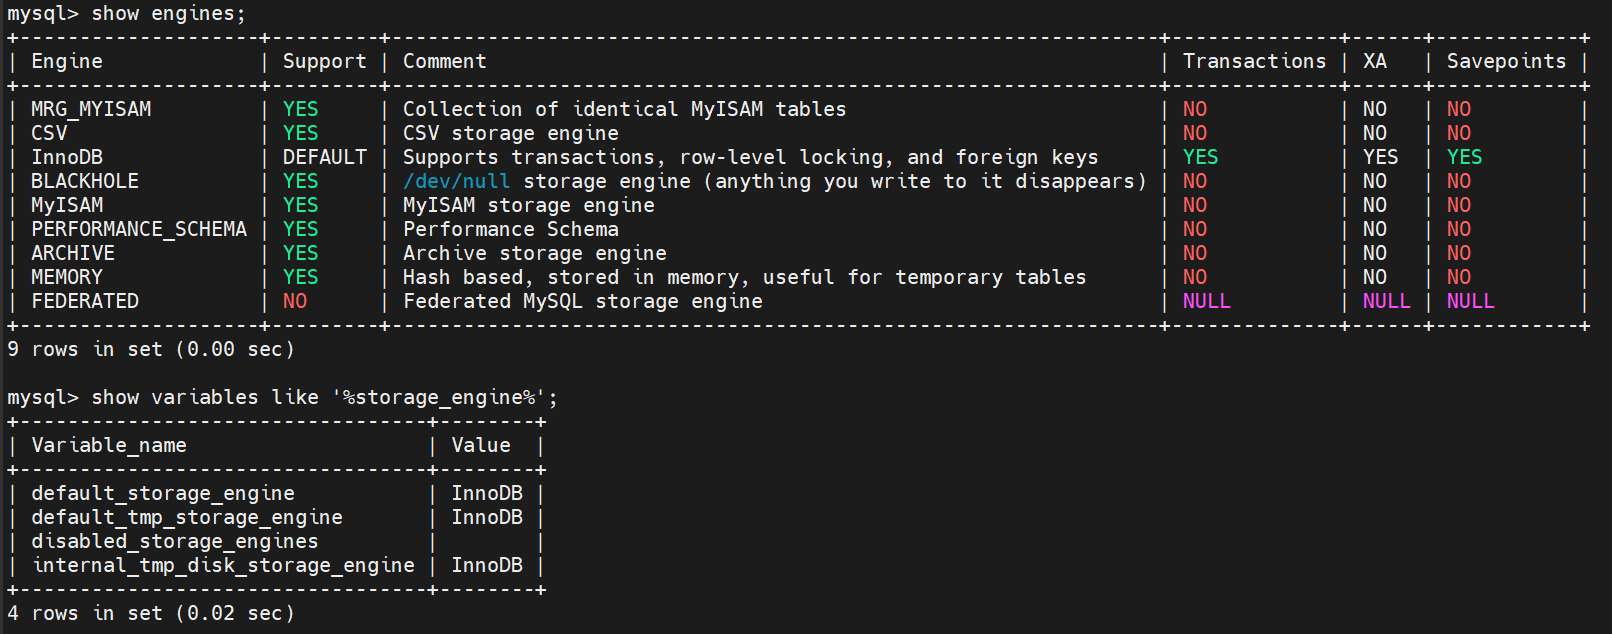 mysql> show engines;
+--------------------+---------+----------------------------------------------------------------+--------------+------+------------+
| Engine             | Support | Comment                                                        | Transactions | XA   | Savepoints |
+--------------------+---------+----------------------------------------------------------------+--------------+------+------------+
| MRG_MYISAM         | YES     | Collection of identical MyISAM tables                          | NO           | NO   | NO         |
| CSV                | YES     | CSV storage engine                                             | NO           | NO   | NO         |
| InnoDB             | DEFAULT | Supports transactions, row-level locking, and foreign keys     | YES          | YES  | YES        |
| BLACKHOLE          | YES     | /dev/null storage engine (anything you write to it disappears) | NO           | NO   | NO         |
| MyISAM             | YES     | MyISAM storage engine                                          | NO           | NO   | NO         |
| PERFORMANCE_SCHEMA | YES     | Performance Schema                                             | NO           | NO   | NO         |
| ARCHIVE            | YES     | Archive storage engine                                         | NO           | NO   | NO         |
| MEMORY             | YES     | Hash based, stored in memory, useful for temporary tables      | NO           | NO   | NO         |
| FEDERATED          | NO      | Federated MySQL storage engine                                 | NULL         | NULL | NULL       |
+--------------------+---------+----------------------------------------------------------------+--------------+------+------------+
9 rows in set (0.00 sec)

mysql> show variables like '%storage_engine%';
+----------------------------------+--------+
| Variable_name                    | Value  |
+----------------------------------+--------+
| default_storage_engine           | InnoDB |
| default_tmp_storage_engine       | InnoDB |
| disabled_storage_engines         |        |
| internal_tmp_disk_storage_engine | InnoDB |
+----------------------------------+--------+
4 rows in set (0.02 sec)